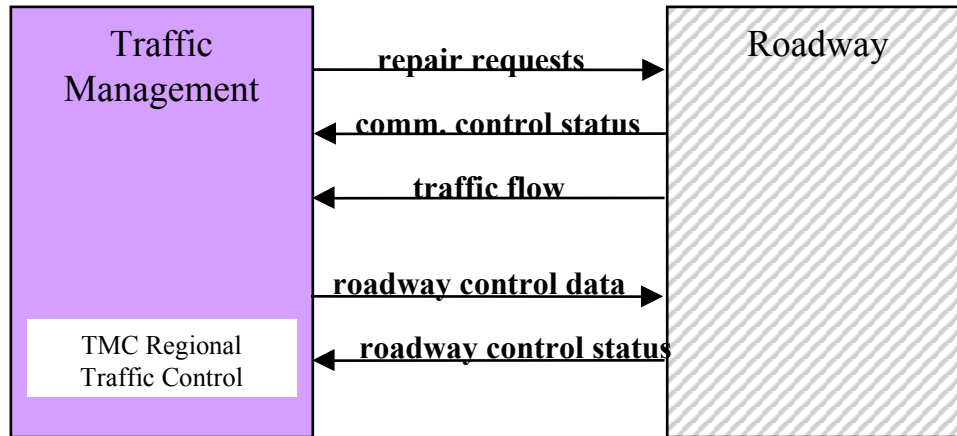 Traffic
Management
repair requests
comm. control status
traffic flow
roadway control data
roadway control status
TMC Regional
Traffic Control
Roadway